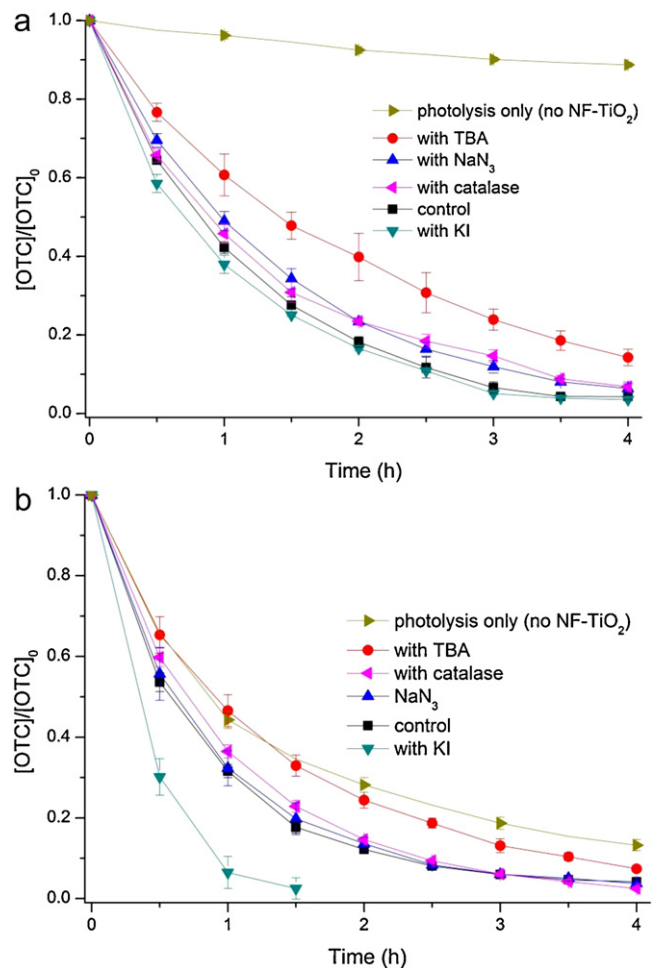 a
1.0
0.8
0.6
0.4
0.2
0.0
[OTC]/[OTC]₀
photolysis only (no NF-TiO₂)
with TBA
with NaN₃
with catalase
control
with KI
0 1 2 3 4
Time (h)
b
1.0
0.8
0.6
0.4
0.2
0.0
[OTC]/[OTC]₀
photolysis only (no NF-TiO₂)
with TBA
with catalase
NaN₃
control
with KI
0 1 2 3 4
Time (h)